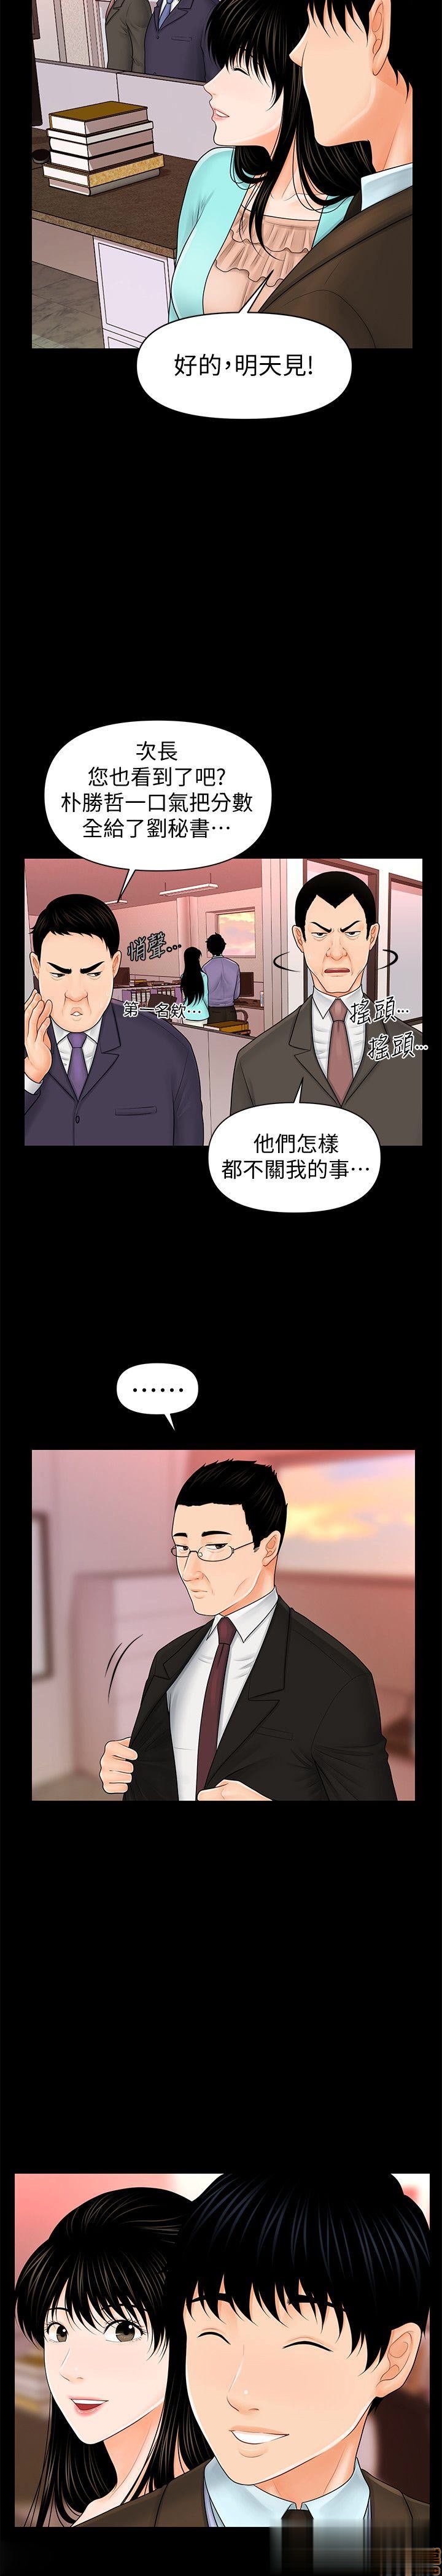 好的，明天見!
次長
您也看到了吧?
朴勝哲一口氣把分數
全給了劉秘書…
悄聲…
第一名欸…
搖頭…
搖頭…
他們怎樣
都不關我的事…
……